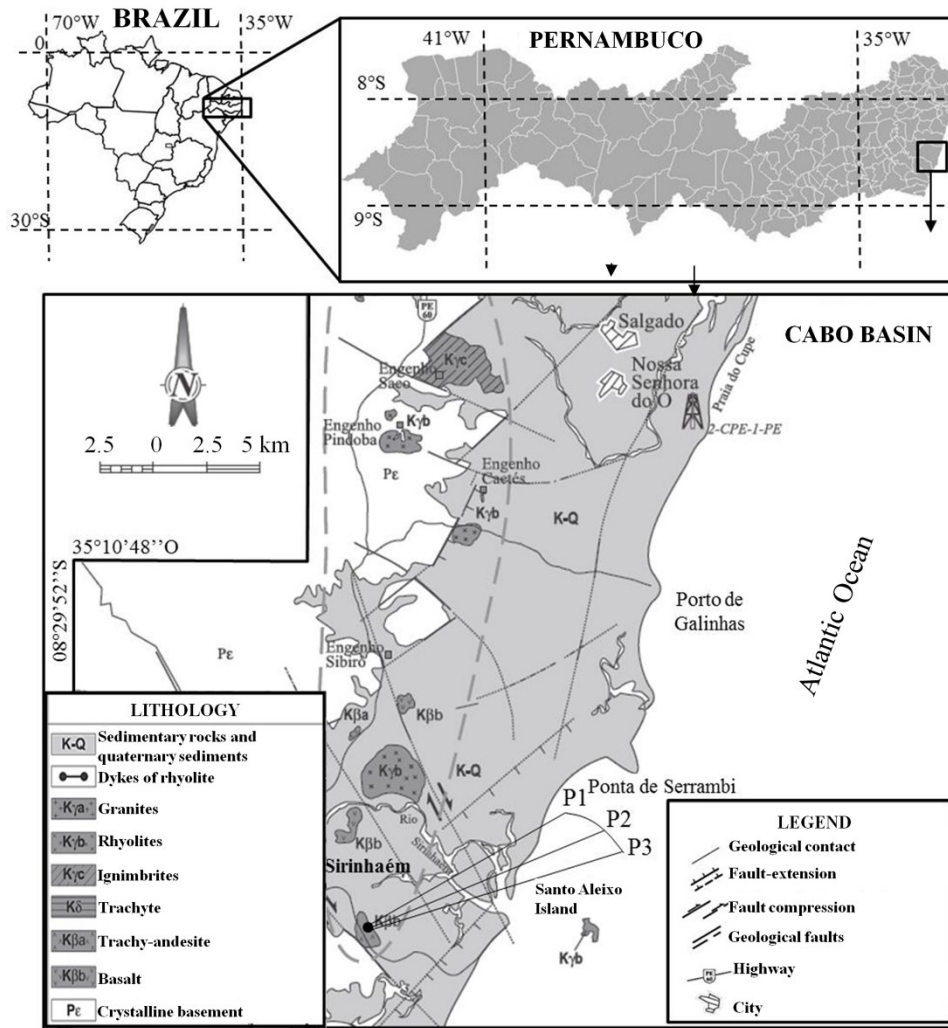 BRAZIL
70°W
35°W
0
30°S
PERNAMBUCO
41°W
35°W
8°S
9°S
CABO BASIN
N
2.5 0 2.5 5 km
35°10'48''O
08°29'52''S
PE
60
Kγc
Engenho
Saco
Salgado
Nossa
Senhora
do O
Praia do Cupe
2-CPE-1-PE
Engenho
Pindoba
Kγb
Pε
Engenho
Caetés
Kγb
K-Q
Porto de
Galinhas
Atlantic Ocean
Pε
Engenho
Sibiró
Kβa
Kβb
Kγb
K-Q
Ponta de Serrambi
P1
P2
P3
Rio
Sirinhaém
Kβb
Sirinhaém
Kβb
Santo Aleixo
Island
Kγb
LITHOLOGY
K-Q Sedimentary rocks and
quaternary sediments
Dykes of rhyolite
Kγa Granites
Kγb Rhyolites
Kγc Ignimbrites
Kδ Trachyte
Kβa Trachy-andesite
Kβb Basalt
Pε Crystalline basement
LEGEND
Geological contact
Fault-extension
Fault compression
Geological faults
PE
60
Highway
City